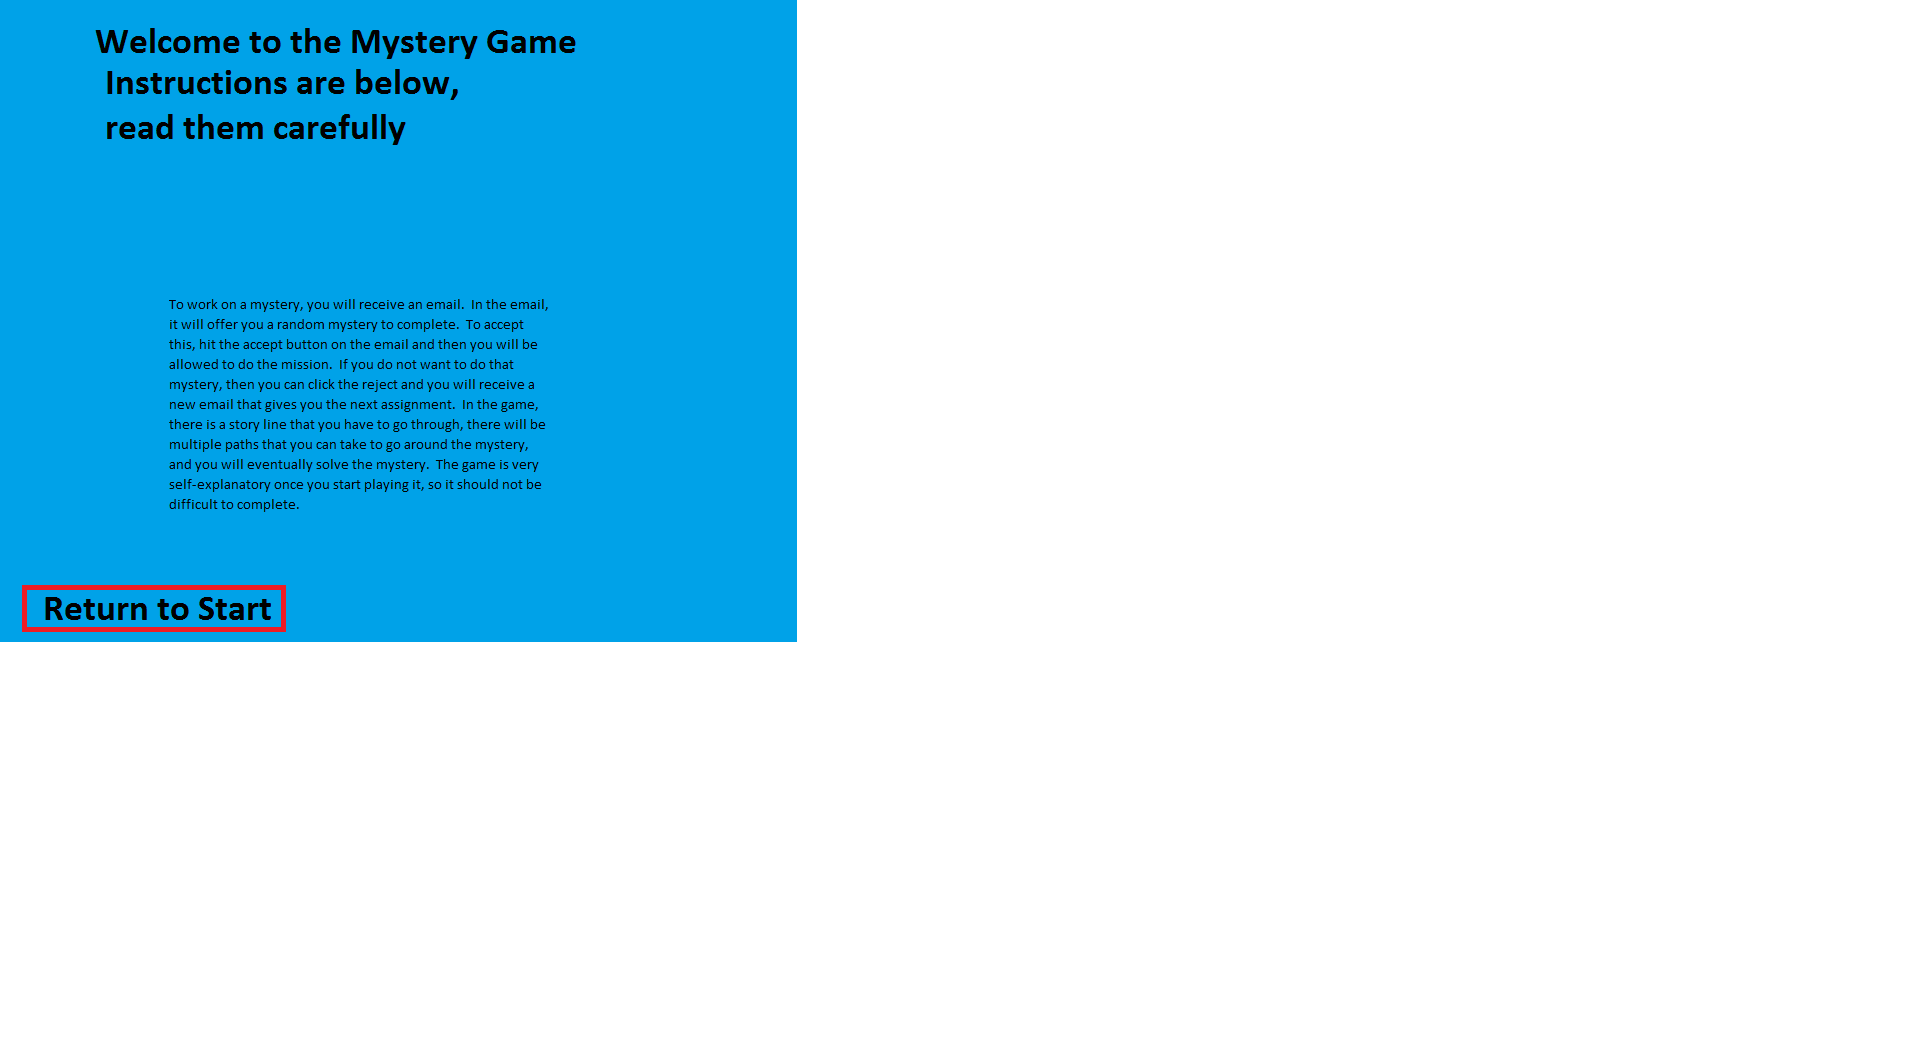 Welcome to the Mystery Game
Instructions are below,
read them carefully
To work on a mystery, you will receive an email.  In the email,
it will offer you a random mystery to complete.  To accept
this, hit the accept button on the email and then you will be
allowed to do the mission.  If you do not want to do that
mystery, then you can click the reject and you will receive a
new email that gives you the next assignment.  In the game,
there is a story line that you have to go through, there will be
multiple paths that you can take to go around the mystery,
and you will eventually solve the mystery.  The game is very
self-explanatory once you start playing it, so it should not be
difficult to complete.
Return to Start